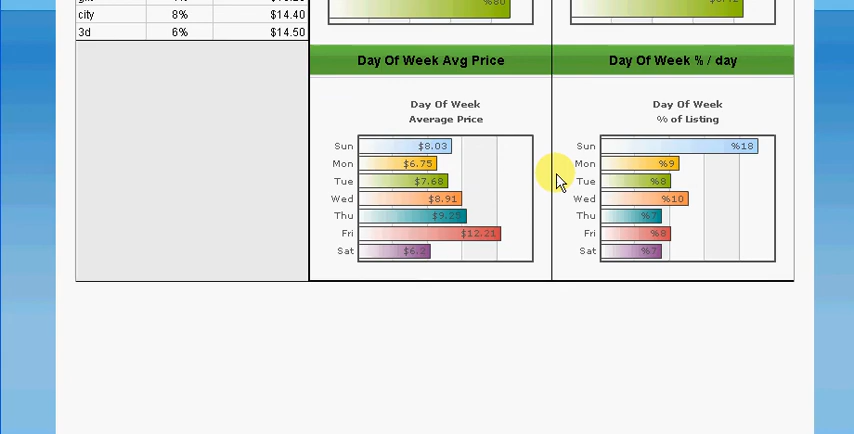 city 8% $14.40
3d 6% $14.50
%80
Day Of Week Avg Price
Day Of Week % / day
Day Of Week
Average Price
Sun $8.03
Mon $6.75
Tue $7.68
Wed $8.91
Thu $9.25
Fri $12.21
Sat $6.2
Day Of Week
% of Listing
Sun %18
Mon %9
Tue %8
Wed %10
Thu %7
Fri %8
Sat %7